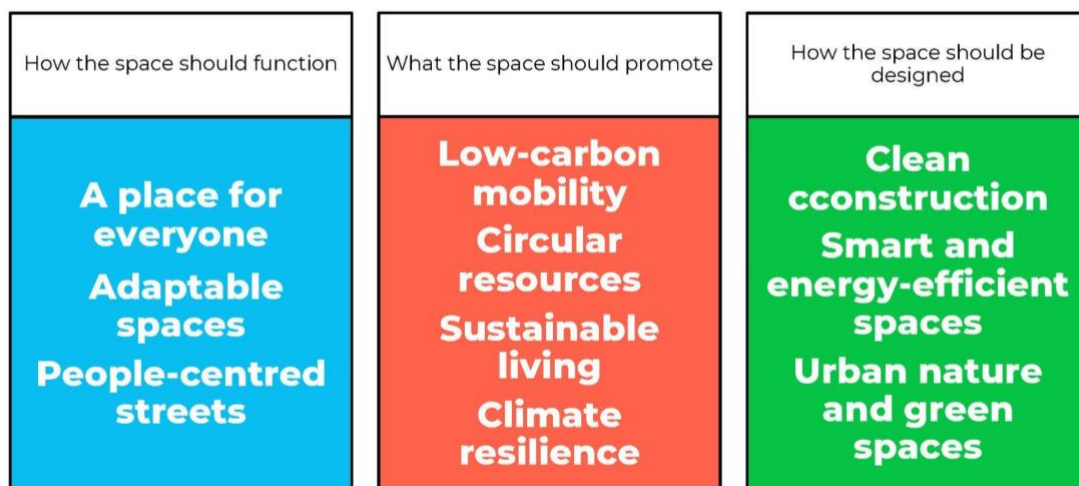 How the space should function
A place for
everyone
Adaptable
spaces
People-centred
streets
What the space should promote
Low-carbon
mobility
Circular
resources
Sustainable
living
Climate
resilience
How the space should be
designed
Clean
cconstruction
Smart and
energy-efficient
spaces
Urban nature
and green
spaces